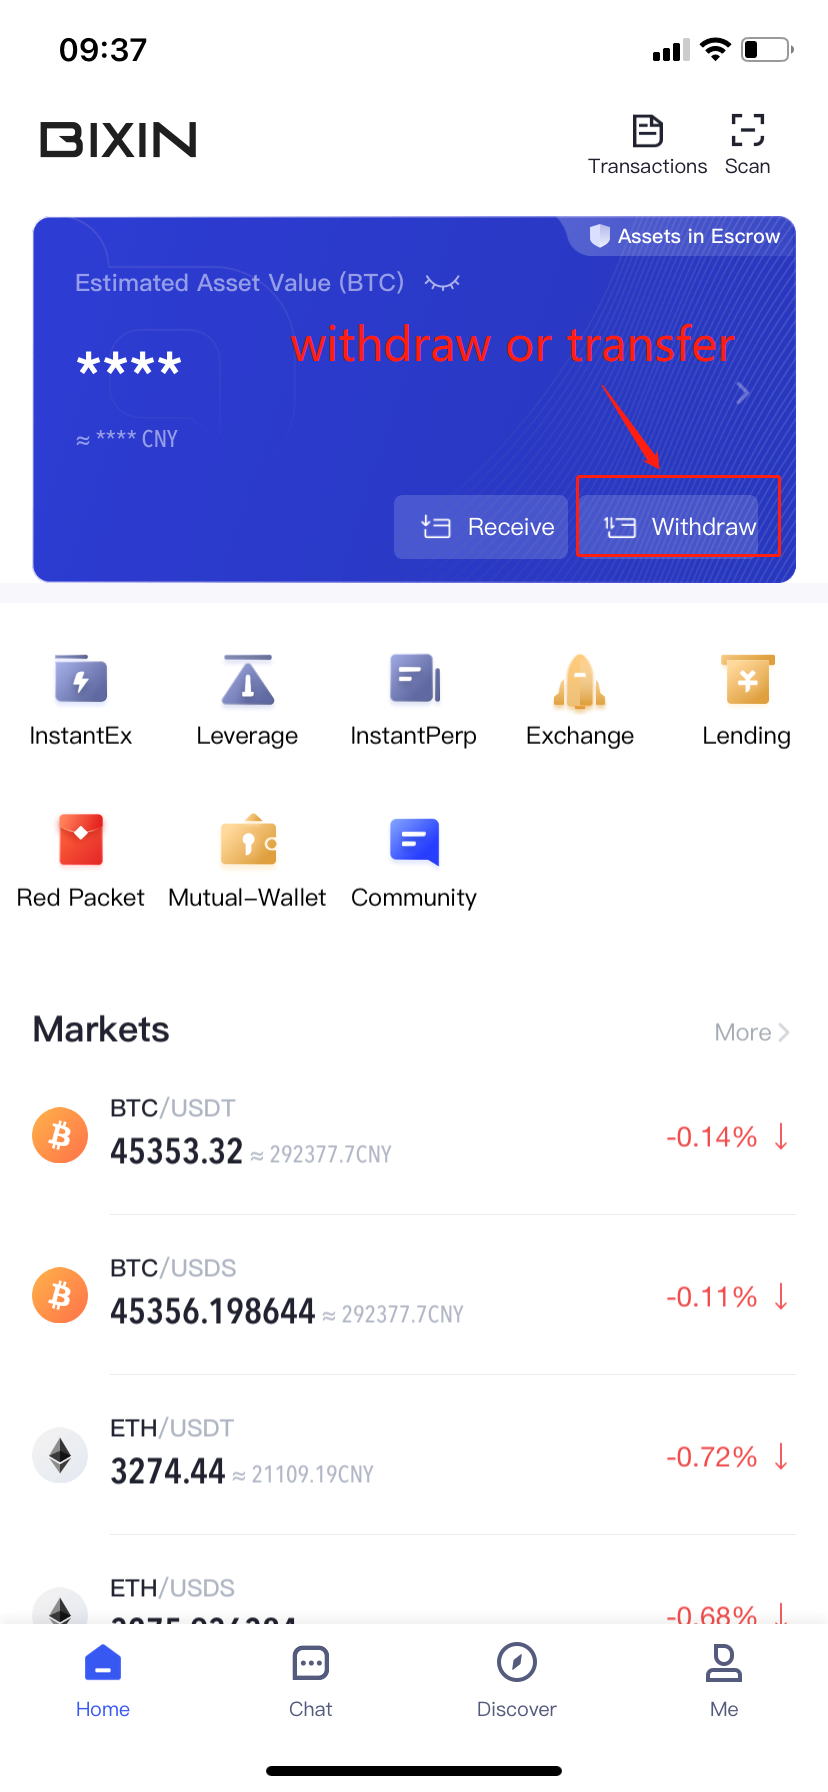 09:37
BIXIN
Transactions Scan
Assets in Escrow
Estimated Asset Value (BTC)
withdraw or transfer
****
≈ **** CNY
Receive Withdraw
InstantEx Leverage InstantPerp Exchange Lending
Red Packet Mutual-Wallet Community
Markets More
BTC/USDT
45353.32 ≈ 292377.7CNY -0.14% ↓
BTC/USDS
45356.198644 ≈ 292377.7CNY -0.11% ↓
ETH/USDT
3274.44 ≈ 21109.19CNY -0.72% ↓
ETH/USDS
-0.68%
Home Chat Discover Me